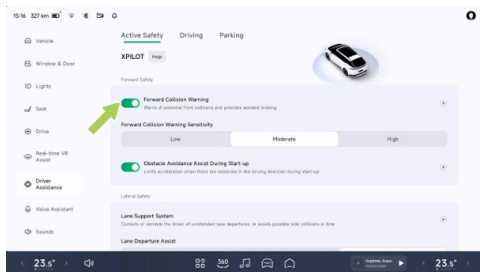 15:16 327 km
Vehicle
Window & Door
Lights
Seat
Drive
Real-time VR
Assist
Driver
Assistance
Voice Assistant
Sounds
Active Safety Driving Parking
XPILOT Help
Forward Safety
Forward Collision Warning
Warns of potential front collisions and provides assisted braking
Forward Collision Warning Sensitivity
Low Moderate High
Obstacle Avoidance Assist During Start-up
Limits acceleration when there are obstacles in the driving direction during start-up
Lateral Safety
Lane Support System
Corrects or reminds the driver of unintended lane departures, or avoids possible side collisions in time
Lane Departure Assist
23.5° 360 23.5°